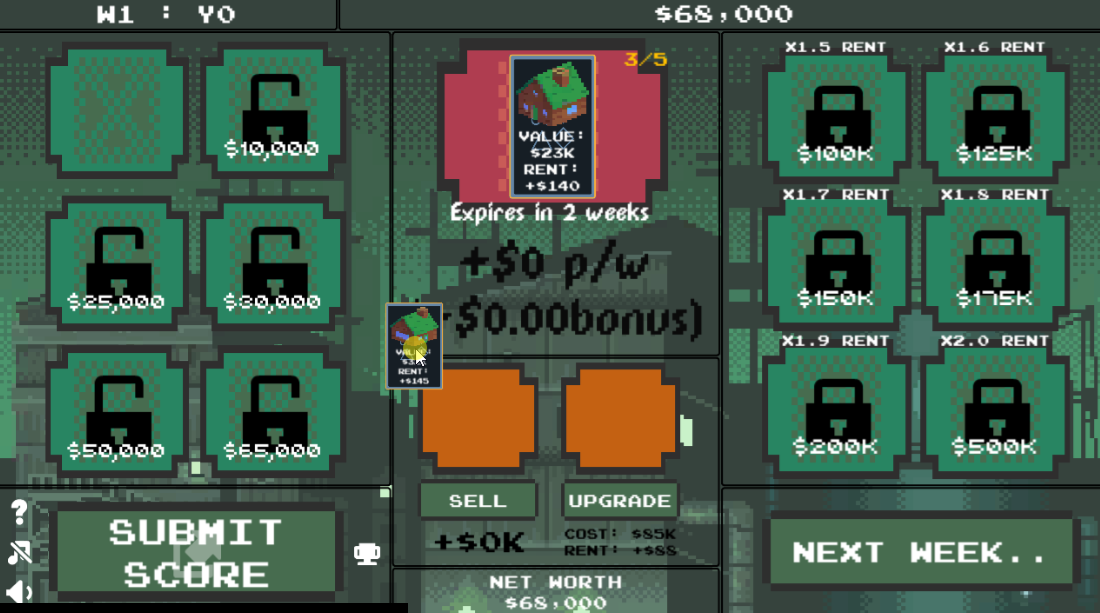 W1 : Y0
$68,000
$10,000
$25,000
$30,000
$50,000
$65,000
SUBMIT
SCORE
?
3/5
VALUE:
$23K
RENT:
+$140
Expires in 2 weeks
+$0 p/w
$0.00bonus)
RENT:
+$145
SELL
UPGRADE
+$0K
COST: $85K
RENT: +$88
NET WORTH
$68,000
X1.5 RENT
X1.6 RENT
$100K
$125K
X1.7 RENT
X1.8 RENT
$150K
$175K
X1.9 RENT
X2.0 RENT
$200K
$500K
NEXT WEEK..